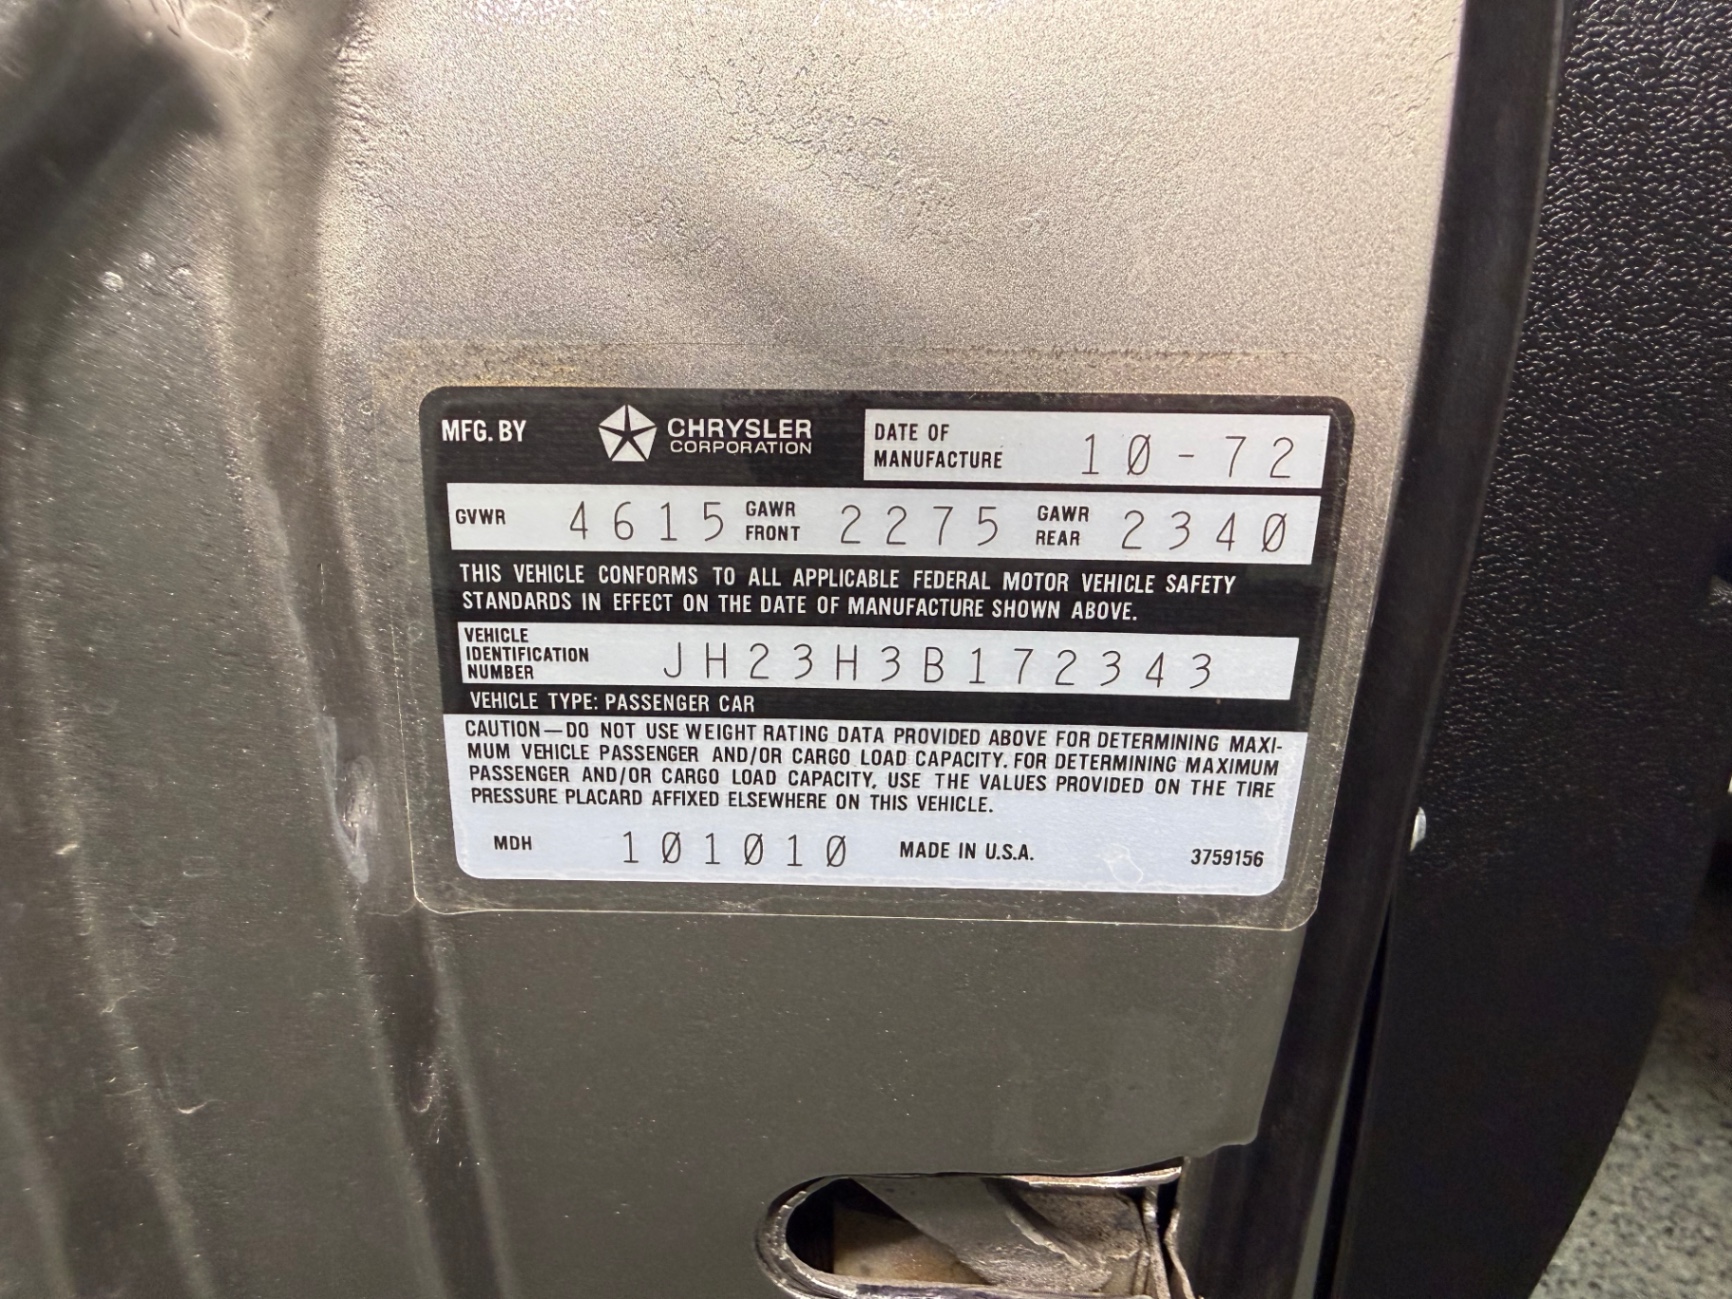 MFG. BY CHRYSLER CORPORATION DATE OF MANUFACTURE 10-72
GVWR 4615 GAWR FRONT 2275 GAWR REAR 2340
THIS VEHICLE CONFORMS TO ALL APPLICABLE FEDERAL MOTOR VEHICLE SAFETY
STANDARDS IN EFFECT ON THE DATE OF MANUFACTURE SHOWN ABOVE.
VEHICLE IDENTIFICATION NUMBER JH23H3B172343
VEHICLE TYPE: PASSENGER CAR
CAUTION—DO NOT USE WEIGHT RATING DATA PROVIDED ABOVE FOR DETERMINING MAXI-
MUM VEHICLE PASSENGER AND/OR CARGO LOAD CAPACITY. FOR DETERMINING MAXIMUM
PASSENGER AND/OR CARGO LOAD CAPACITY, USE THE VALUES PROVIDED ON THE TIRE
PRESSURE PLACARD AFFIXED ELSEWHERE ON THIS VEHICLE.
MDH 101010 MADE IN U.S.A. 3759156